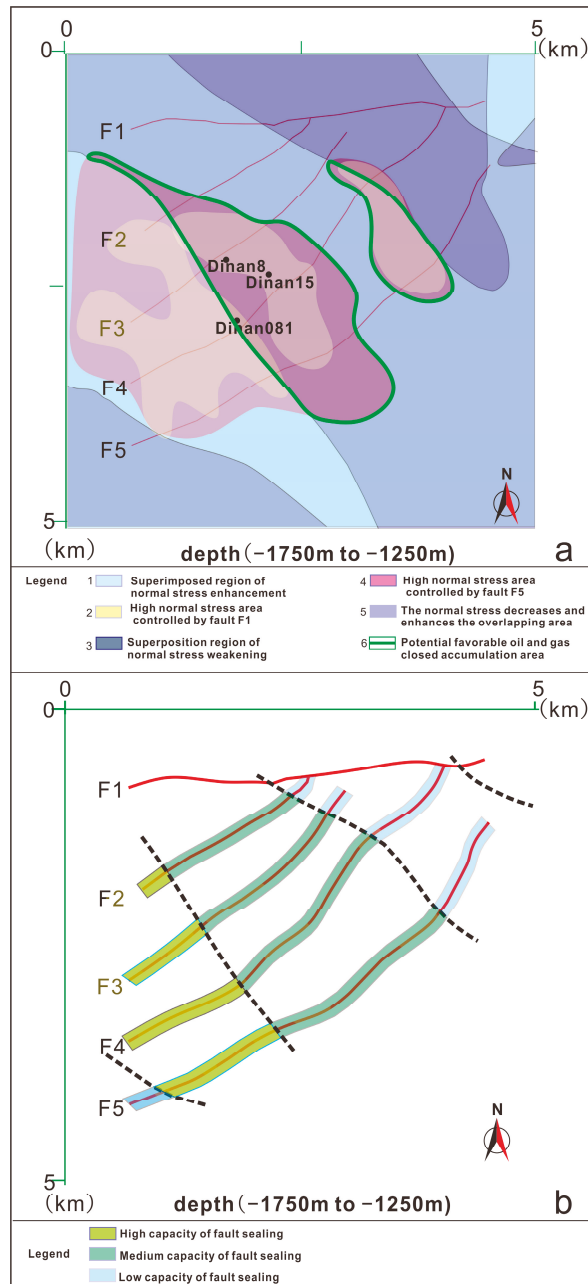 0 5
0 (km)
F1
F2
Dinan8
Dinan15
F3
Dinan081
F4
F5
N
5
(km) depth(-1750m to -1250m) a
Legend
1 Superimposed region of
normal stress enhancement
2 High normal stress area
controlled by fault F1
3 Superposition region of
normal stress weakening
4 High normal stress area
controlled by fault F5
5 The normal stress decreases and
enhances the overlapping area
6 Potential favorable oil and gas
closed accumulation area
0 5
0 (km)
F1
F2
F3
F4
F5
N
5
(km) depth(-1750m to -1250m) b
High capacity of fault sealing
Legend Medium capacity of fault sealing
Low capacity of fault sealing